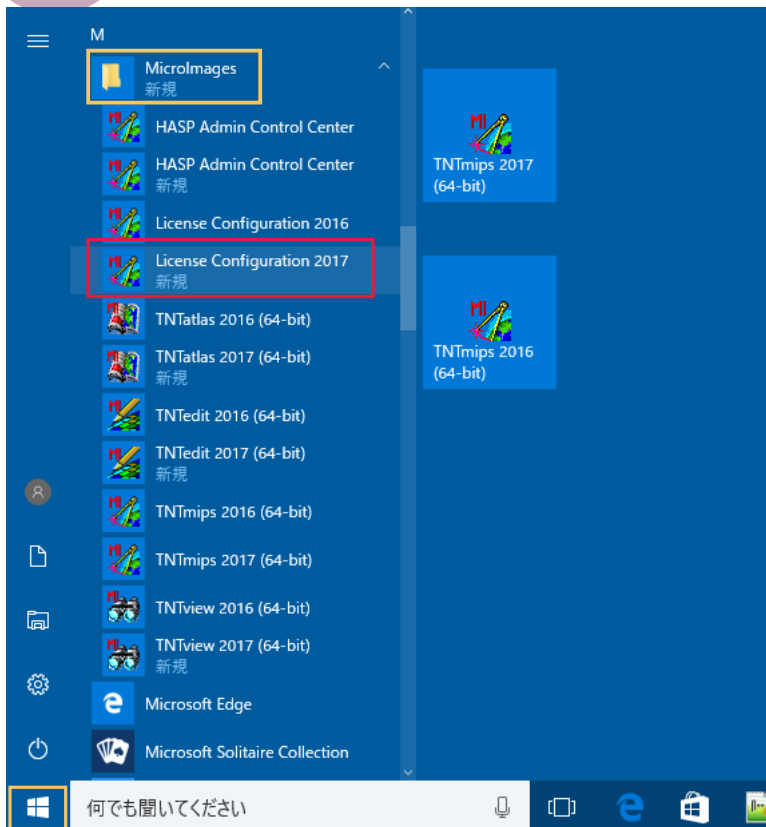 M
MicroImages
新規
HASP Admin Control Center
HASP Admin Control Center
新規
License Configuration 2016
License Configuration 2017
新規
TNTatlas 2016 (64-bit)
TNTatlas 2017 (64-bit)
新規
TNTedit 2016 (64-bit)
TNTedit 2017 (64-bit)
新規
TNTmips 2016 (64-bit)
TNTmips 2017 (64-bit)
TNTview 2016 (64-bit)
TNTview 2017 (64-bit)
新規
Microsoft Edge
Microsoft Solitaire Collection
TNTmips 2017
(64-bit)
TNTmips 2016
(64-bit)
何でも聞いてください